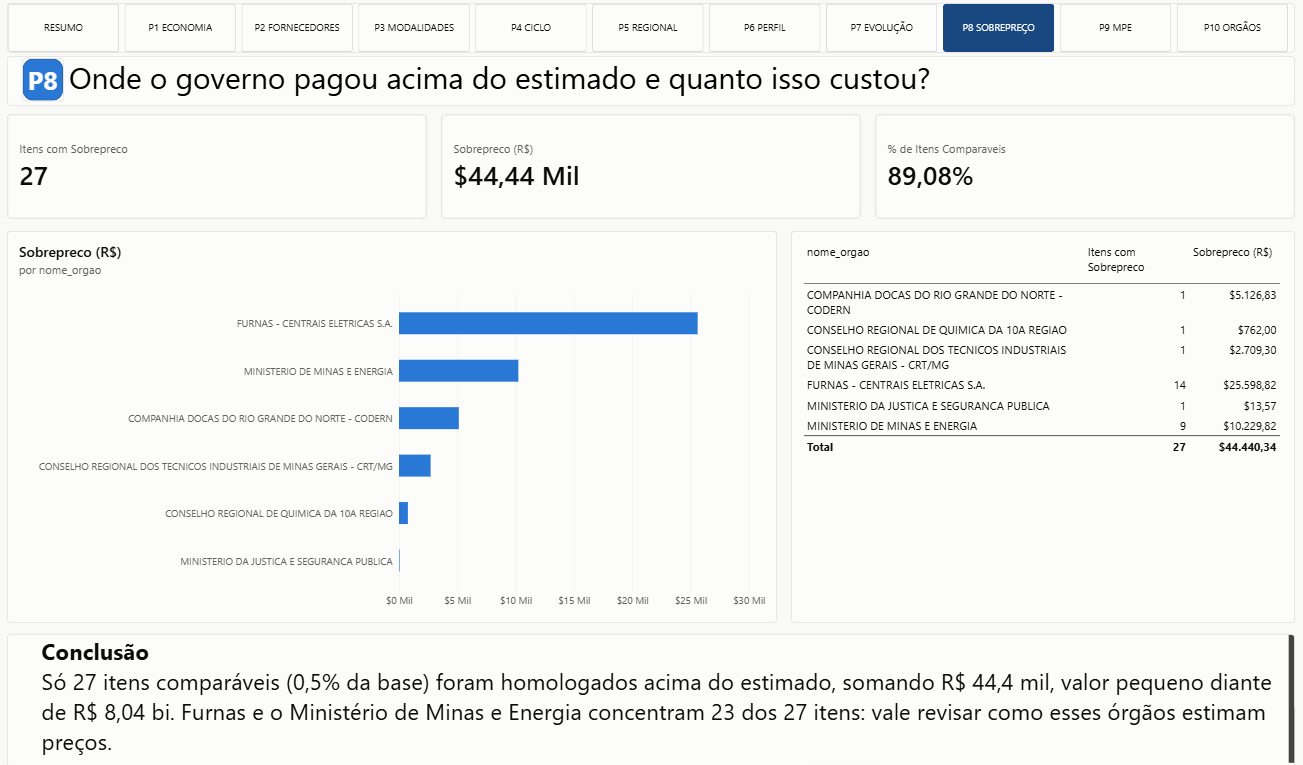 RESUMO
P1 ECONOMIA
P2 FORNECEDORES
P3 MODALIDADES
P4 CICLO
P5 REGIONAL
P6 PERFIL
P7 EVOLUÇÃO
P8 SOBREPREÇO
P9 MPE
P10 ORGÃOS
P8 Onde o governo pagou acima do estimado e quanto isso custou?
Itens com Sobrepreco
27
Sobrepreco (R$)
$44,44 Mil
% de Itens Comparaveis
89,08%
Sobrepreco (R$)
por nome_orgao
FURNAS - CENTRAIS ELETRICAS S.A.
MINISTERIO DE MINAS E ENERGIA
COMPANHIA DOCAS DO RIO GRANDE DO NORTE - CODERN
CONSELHO REGIONAL DOS TECNICOS INDUSTRIAIS DE MINAS GERAIS - CRT/MG
CONSELHO REGIONAL DE QUIMICA DA 10A REGIAO
MINISTERIO DA JUSTICA E SEGURANCA PUBLICA
$0 Mil $5 Mil $10 Mil $15 Mil $20 Mil $25 Mil $30 Mil
nome_orgao Itens com Sobrepreco Sobrepreco (R$)
COMPANHIA DOCAS DO RIO GRANDE DO NORTE - 1 $5.126,83
CODERN
CONSELHO REGIONAL DE QUIMICA DA 10A REGIAO 1 $762,00
CONSELHO REGIONAL DOS TECNICOS INDUSTRIAIS 1 $2.709,30
DE MINAS GERAIS - CRT/MG
FURNAS - CENTRAIS ELETRICAS S.A. 14 $25.598,82
MINISTERIO DA JUSTICA E SEGURANCA PUBLICA 1 $13,57
MINISTERIO DE MINAS E ENERGIA 9 $10.229,82
Total 27 $44.440,34
Conclusão
Só 27 itens comparáveis (0,5% da base) foram homologados acima do estimado, somando R$ 44,4 mil, valor pequeno diante
de R$ 8,04 bi. Furnas e o Ministério de Minas e Energia concentram 23 dos 27 itens: vale revisar como esses órgãos estimam
preços.